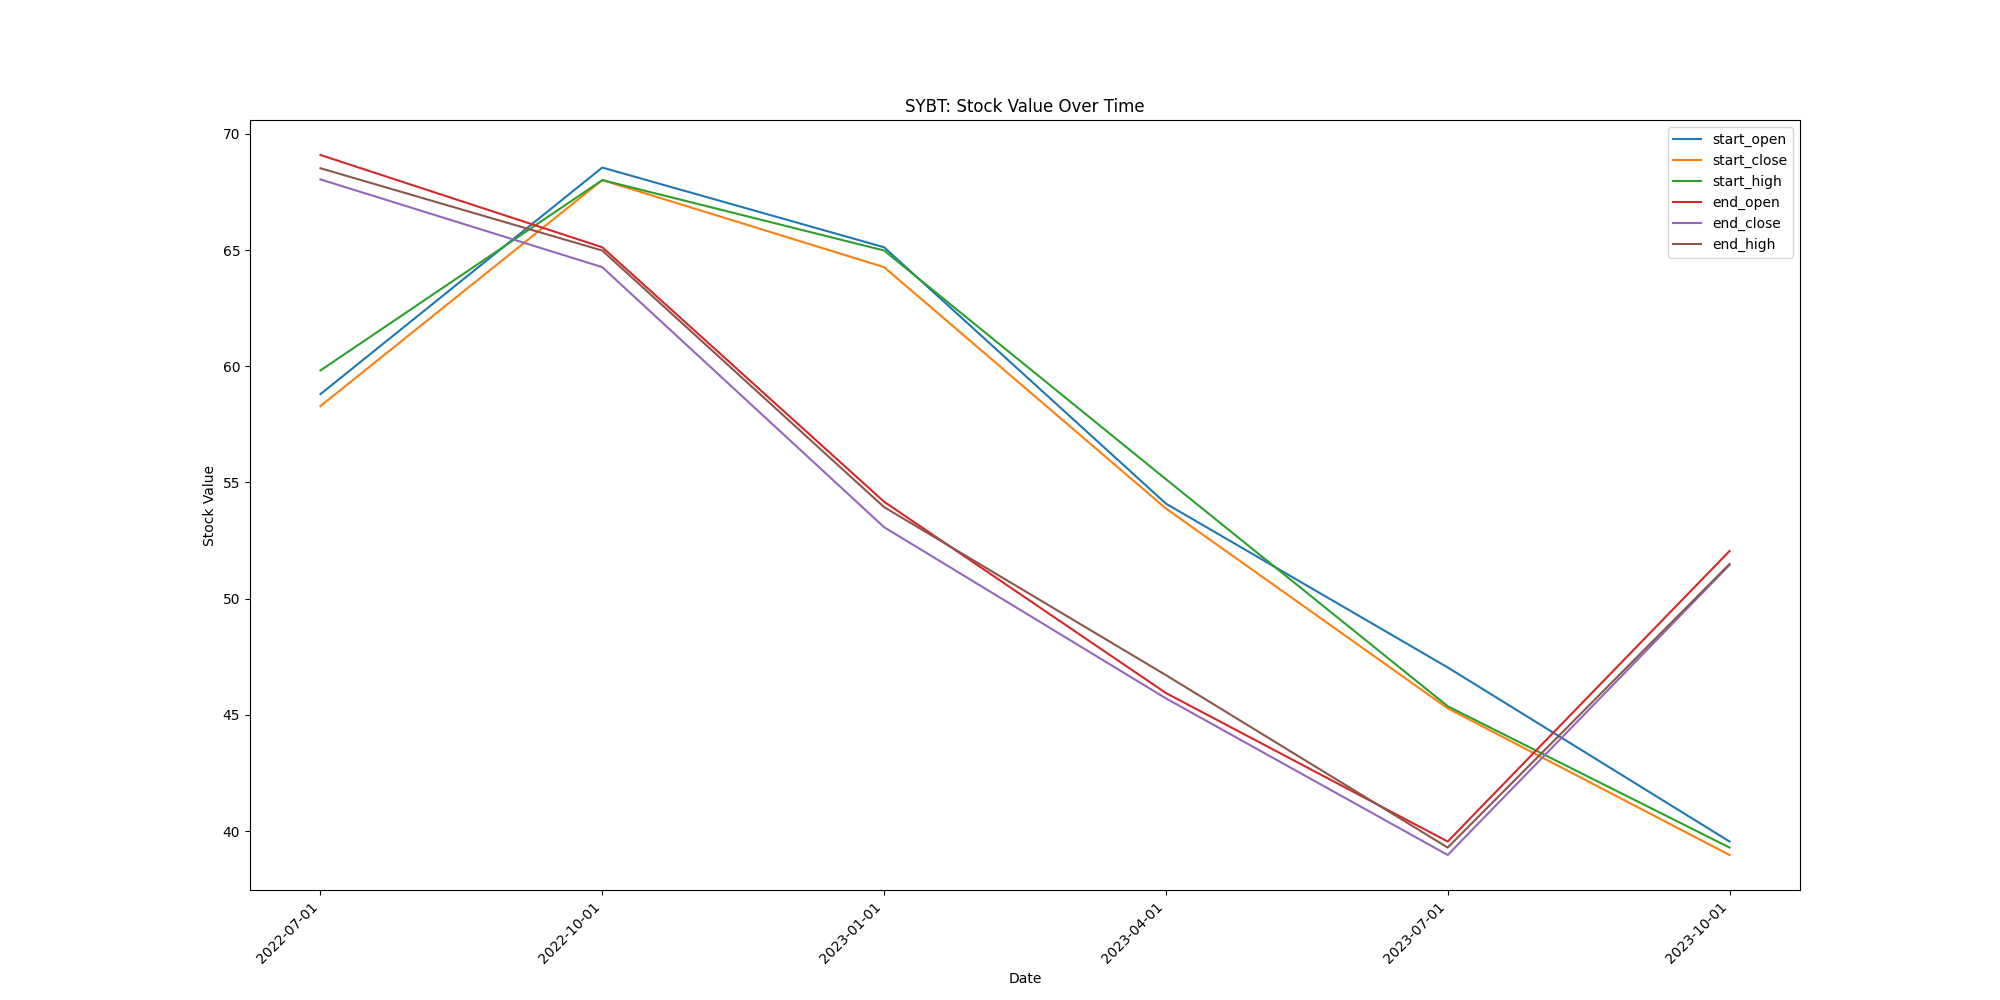 SYBT: Stock Value Over Time
start_open
start_close
start_high
end_open
end_close
end_high
Stock Value
70
65
60
55
50
45
40
2022-07-01
2022-10-01
2023-01-01
2023-04-01
2023-07-01
2023-10-01
Date